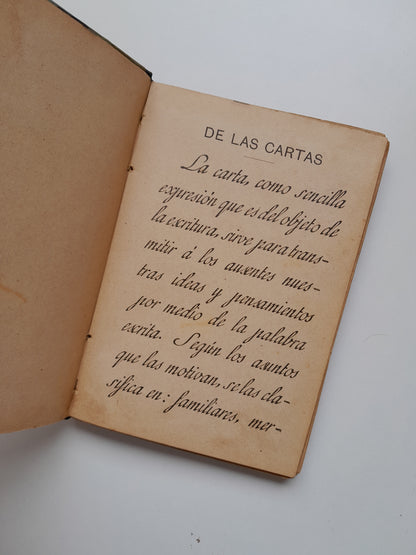 DE LAS CARTAS
La carta, como sencilla
expresión que es del objeto de
la escritura, sirve para trans-
mitir á los ausentes nues-
tras ideas y pensamientos
por medio de la palabra
escrita. Según los asuntos
que las motivan, se las cla-
sifica en: familiares, mer-